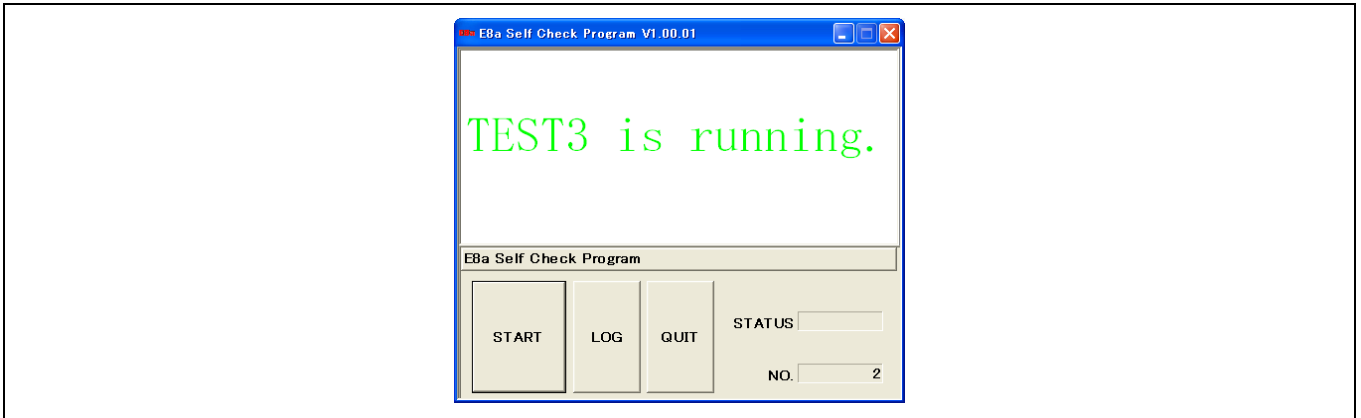 E8a Self Check Program V1.00.01
TEST3 is running.
E8a Self Check Program
START LOG QUIT
STATUS
NO. 2